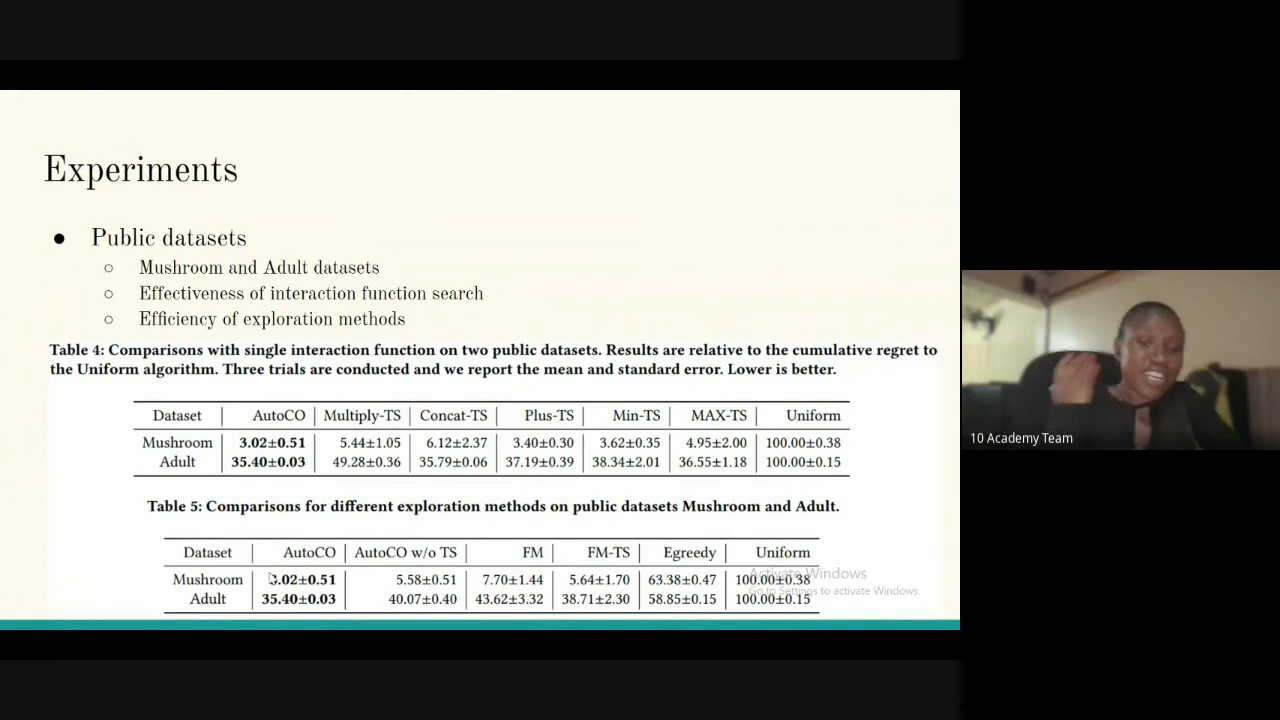 Experiments
● Public datasets
○ Mushroom and Adult datasets
○ Effectiveness of interaction function search
○ Efficiency of exploration methods
Table 4: Comparisons with single interaction function on two public datasets. Results are relative to the cumulative regret to
the Uniform algorithm. Three trials are conducted and we report the mean and standard error. Lower is better.
Dataset | AutoCO | Multiply-TS | Concat-TS | Plus-TS | Min-TS | MAX-TS | Uniform
Mushroom | 3.02±0.51 | 5.44±1.05 | 6.12±2.37 | 3.40±0.30 | 3.62±0.35 | 4.95±2.00 | 100.00±0.38
Adult | 35.40±0.03 | 49.28±0.36 | 35.79±0.06 | 37.19±0.39 | 38.34±2.01 | 36.55±1.18 | 100.00±0.15
Table 5: Comparisons for different exploration methods on public datasets Mushroom and Adult.
Dataset | AutoCO | AutoCO w/o TS | FM | FM-TS | Egreedy | Uniform
Mushroom | 3.02±0.51 | 5.58±0.51 | 7.70±1.44 | 5.64±1.70 | 63.38±0.47 | 100.00±0.38
Adult | 35.40±0.03 | 40.07±0.40 | 43.62±3.32 | 38.71±2.30 | 58.85±0.15 | 100.00±0.15
Activate Windows
Go to Settings to activate Windows.
10 Academy Team